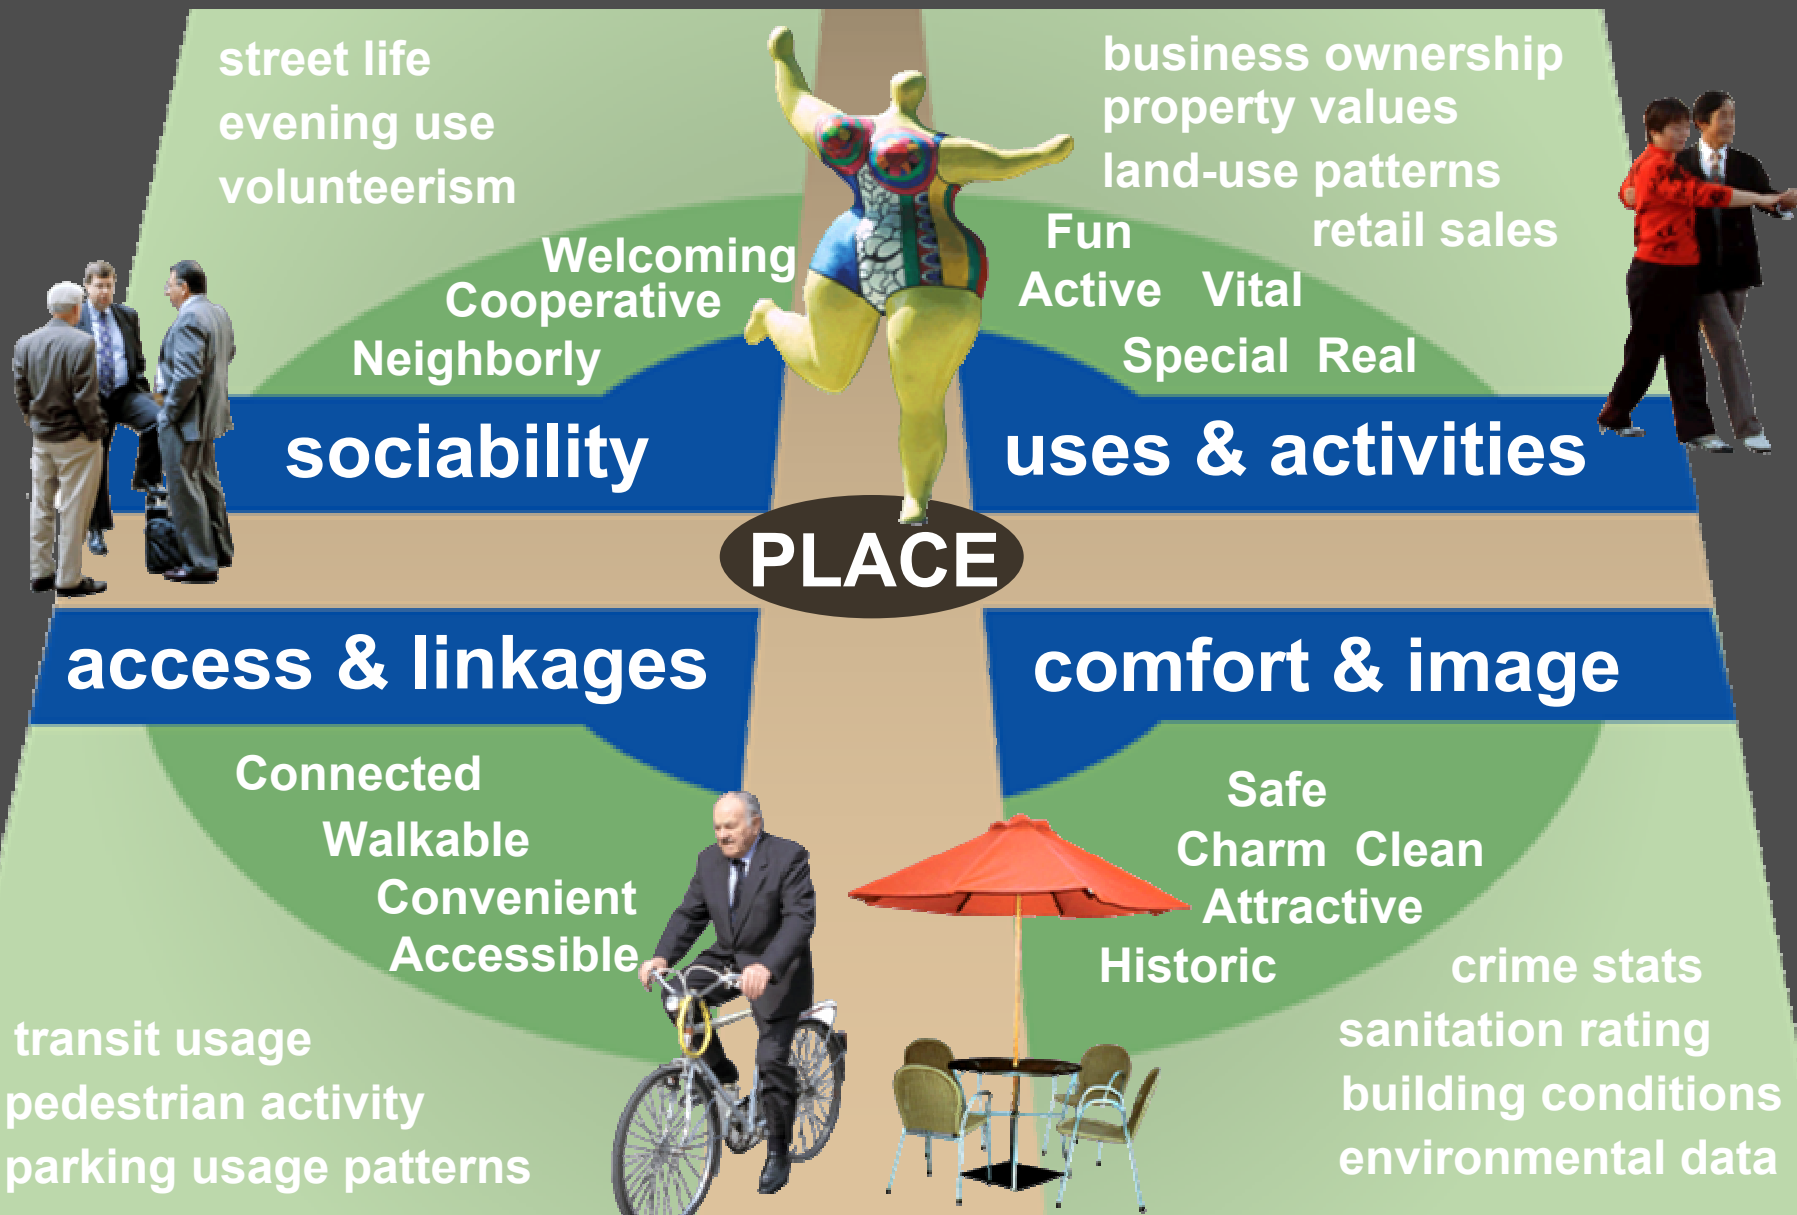 street life
evening use
volunteerism
Welcoming
Cooperative
Neighborly
sociability
business ownership
property values
land-use patterns
retail sales
Fun
Active Vital
Special Real
uses & activities
PLACE
access & linkages
Connected
Walkable
Convenient
Accessible
transit usage
pedestrian activity
parking usage patterns
comfort & image
Safe
Charm Clean
Attractive
Historic
crime stats
sanitation rating
building conditions
environmental data